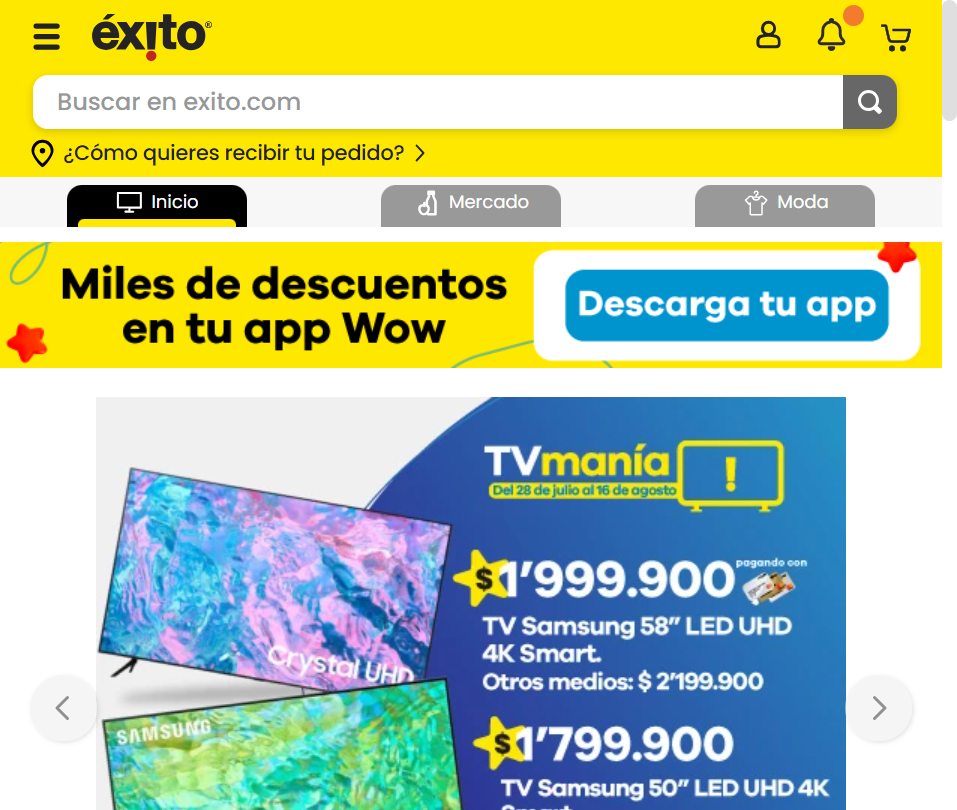 éxito®
Buscar en exito.com
¿Cómo quieres recibir tu pedido?
Inicio
Mercado
Moda
Miles de descuentos
en tu app Wow
Descarga tu app
TVmanía
Del 28 de julio al 16 de agosto
$1'999.900
pagando con
TV Samsung 58" LED UHD
4K Smart.
Otros medios: $ 2'199.900
Crystal UHD
SAMSUNG
$1'799.900
TV Samsung 50" LED UHD 4K
Smart.